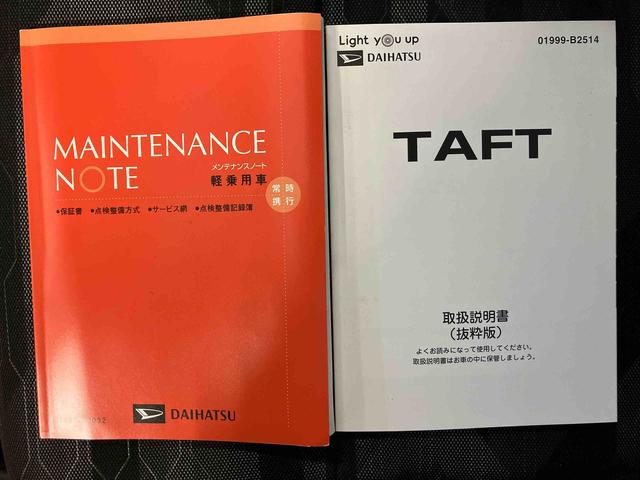 MAINTENANCE
NOTE
メンテナンスノート
軽乗用車
常時
携行
●保証書 ●点検整備方式 ●サービス網 ●点検整備記録簿
DAIHATSU
Light you up
DAIHATSU
01999-B2514
TAFT
取扱説明書
(抜粋版)
よくお読みになって使用してください。
取扱説明書はお車の中に保管しましょう。